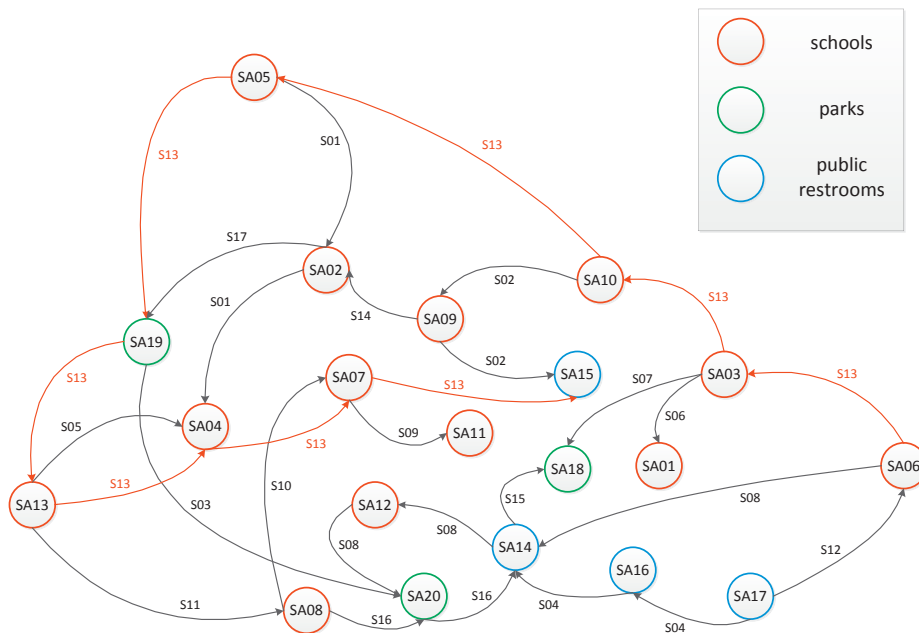 schools
SA05
parks
S01
S13
S13
public
restrooms
S17
SA02
SA10
S02
S13
S01
S14
SA09
SA19
S02
SA15
SA03
SA07
S13
S07
S13
S13
S06
SA04
S05
S09
SA11
S13
SA18
SA01
SA06
S10
S08
S13
SA13
S03
SA12
S15
S08
SA14
S08
S12
SA16
SA20
SA17
S11
SA08
S16
S16
S04
S04